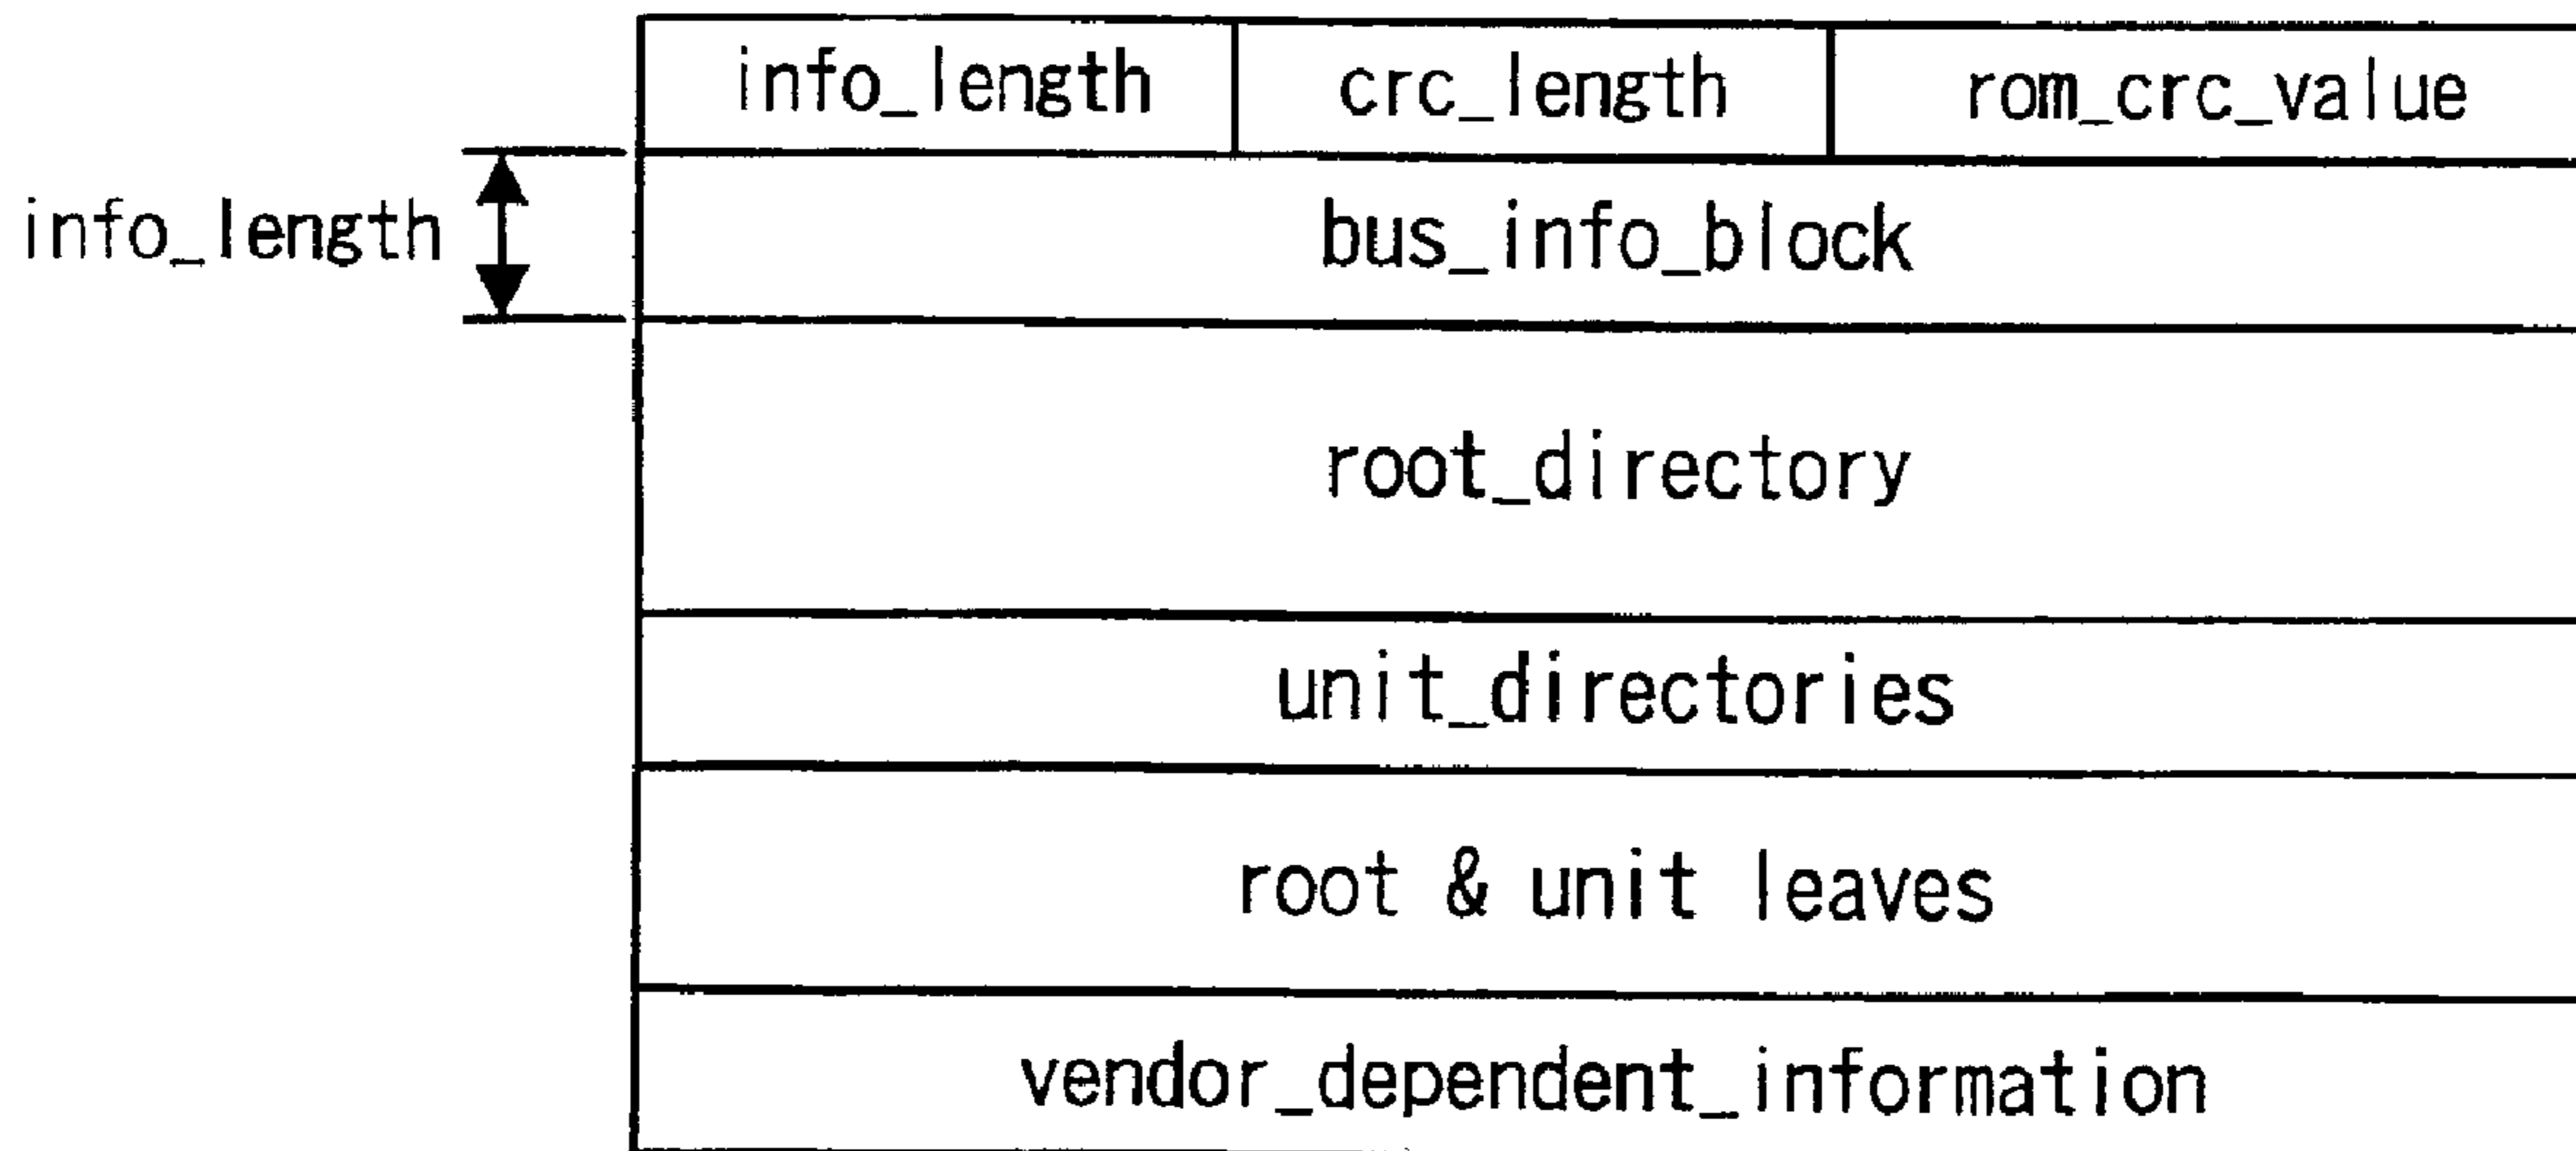 info_length crc_length rom_crc_value
info_length
bus_info_block
root_directory
unit_directories
root & unit leaves
vendor_dependent_information